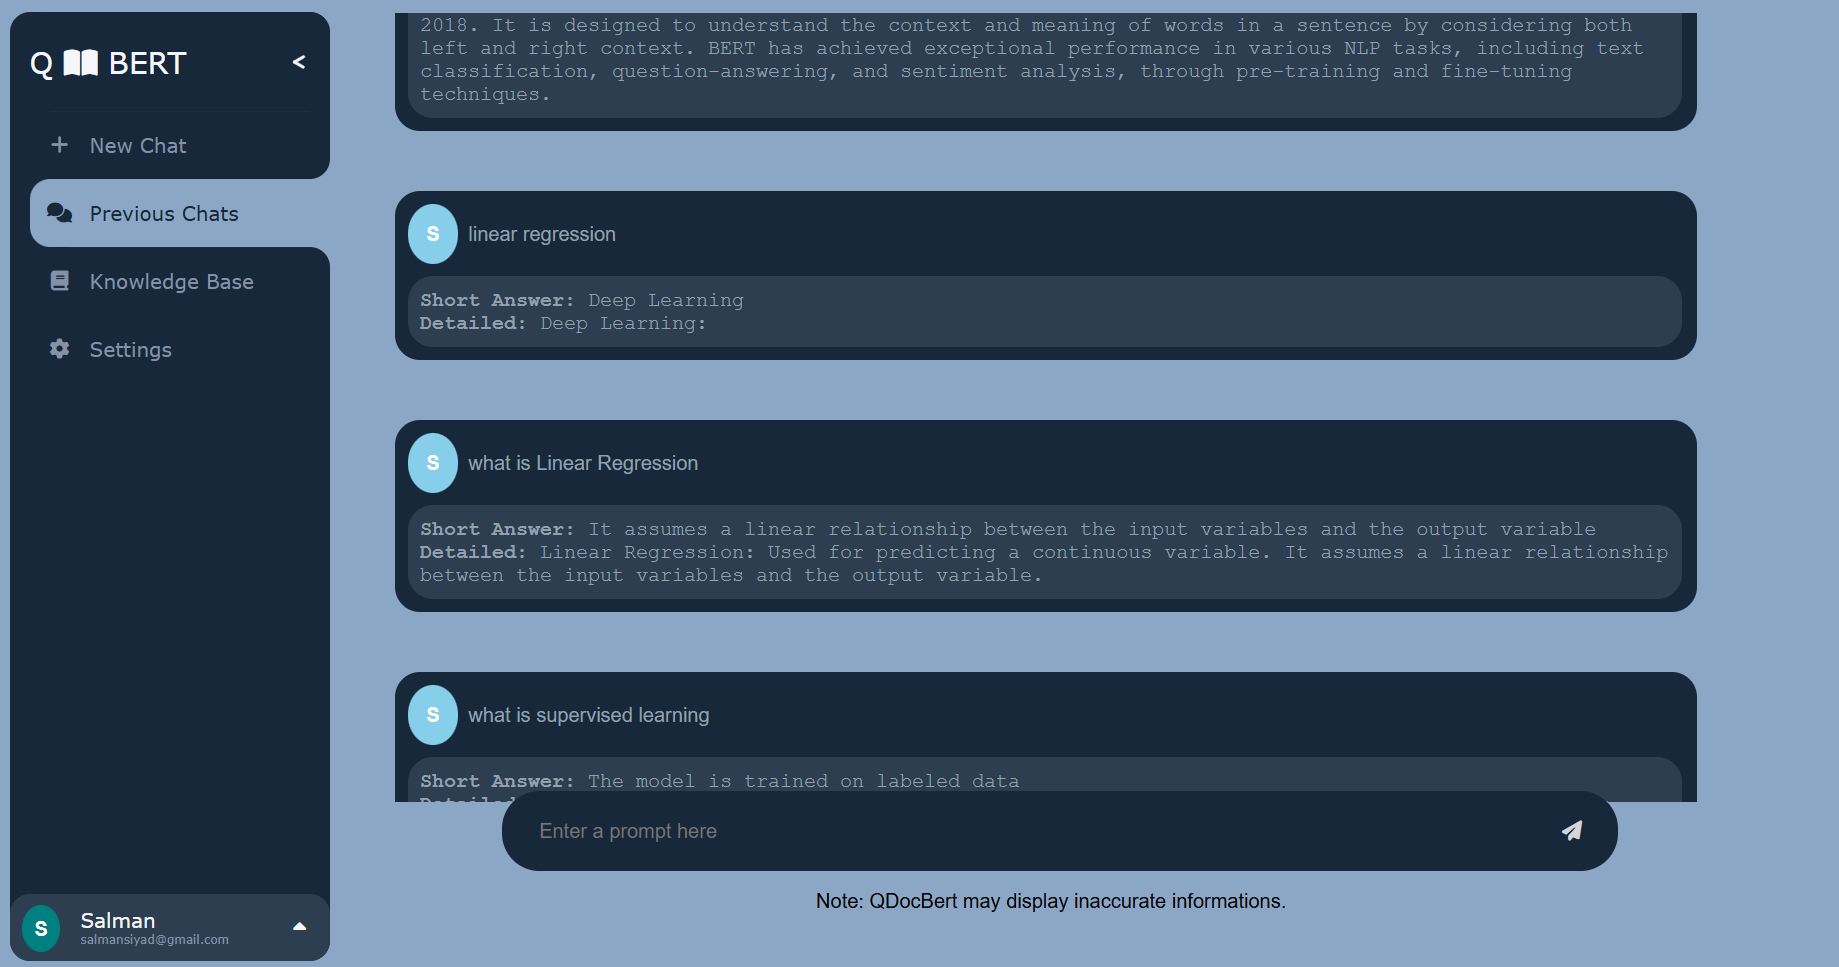 Q BERT
<
New Chat
Previous Chats
Knowledge Base
Settings
S
Salman
salmansiyad@gmail.com
2018. It is designed to understand the context and meaning of words in a sentence by considering both
left and right context. BERT has achieved exceptional performance in various NLP tasks, including text
classification, question-answering, and sentiment analysis, through pre-training and fine-tuning
techniques.
S linear regression
Short Answer: Deep Learning
Detailed: Deep Learning:
S what is Linear Regression
Short Answer: It assumes a linear relationship between the input variables and the output variable
Detailed: Linear Regression: Used for predicting a continuous variable. It assumes a linear relationship
between the input variables and the output variable.
S what is supervised learning
Short Answer: The model is trained on labeled data
Detailed
Enter a prompt here
Note: QDocBert may display inaccurate informations.